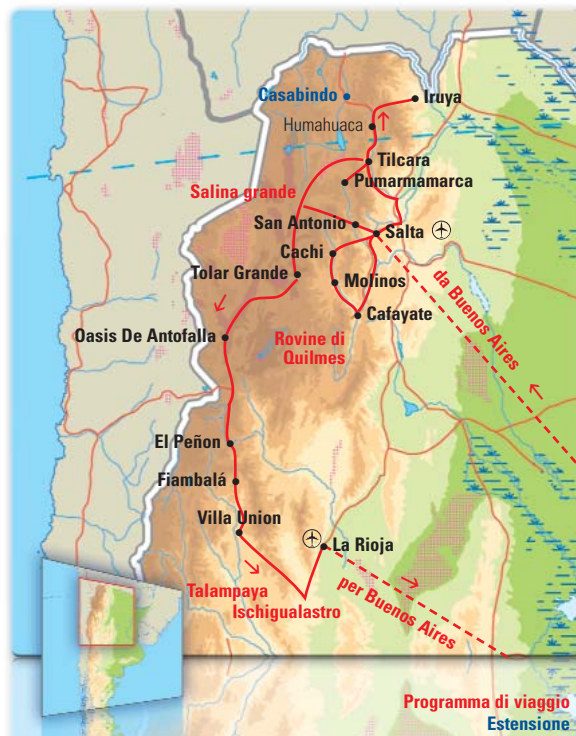 Casabindo
Iruya
Humahuaca
Tilcara
Pumarmamarca
Salina grande
San Antonio
Salta
Cachi
Tolar Grande
Molinos
da Buenos Aires
Cafayate
Oasis De Antofalla
Rovine di
Quilmes
El Peñon
Fiambalá
Villa Union
La Rioja
Talampaya
Ischigualastro
per Buenos Aires
Programma di viaggio
Estensione